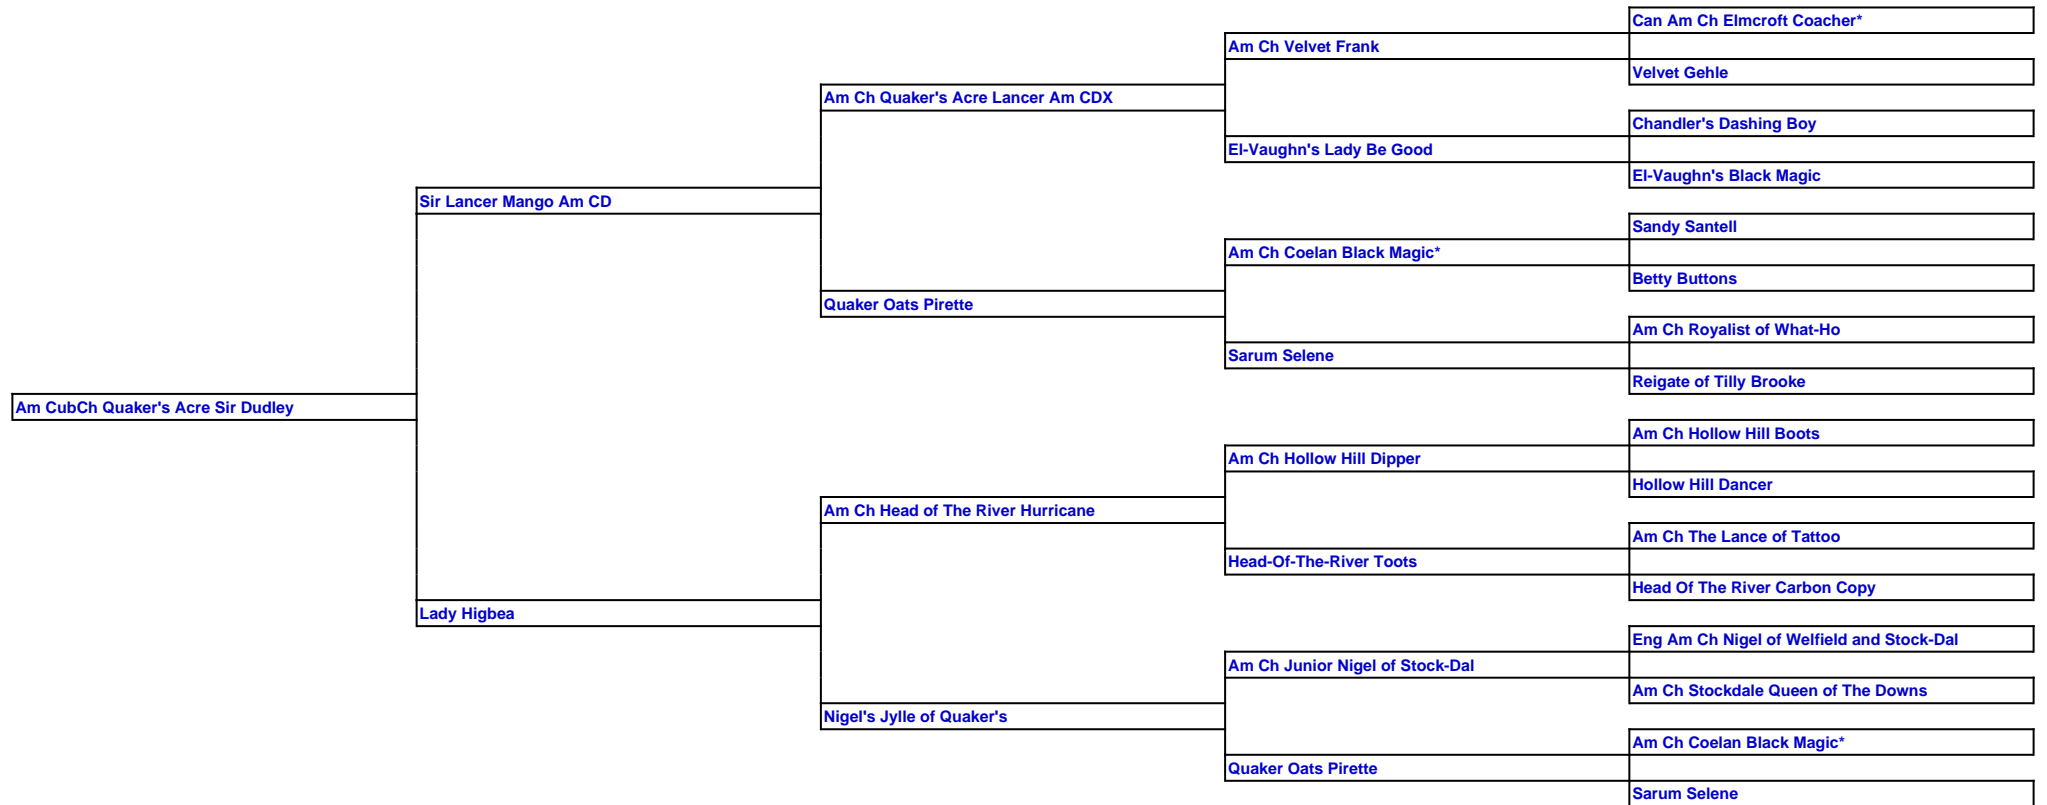 Can Am Ch Elmcroft Coacher*
Am Ch Velvet Frank
Velvet Gehle
Am Ch Quaker's Acre Lancer Am CDX
Chandler's Dashing Boy
El-Vaughn's Lady Be Good
El-Vaughn's Black Magic
Sir Lancer Mango Am CD
Sandy Santell
Am Ch Coelan Black Magic*
Betty Buttons
Quaker Oats Pirette
Am Ch Royalist of What-Ho
Sarum Selene
Reigate of Tilly Brooke
Am CubCh Quaker's Acre Sir Dudley
Am Ch Hollow Hill Boots
Am Ch Hollow Hill Dipper
Hollow Hill Dancer
Am Ch Head of The River Hurricane
Am Ch The Lance of Tattoo
Head-Of-The-River Toots
Head Of The River Carbon Copy
Lady Higbea
Eng Am Ch Nigel of Welfield and Stock-Dal
Am Ch Junior Nigel of Stock-Dal
Am Ch Stockdale Queen of The Downs
Nigel's Jylle of Quaker's
Am Ch Coelan Black Magic*
Quaker Oats Pirette
Sarum Selene